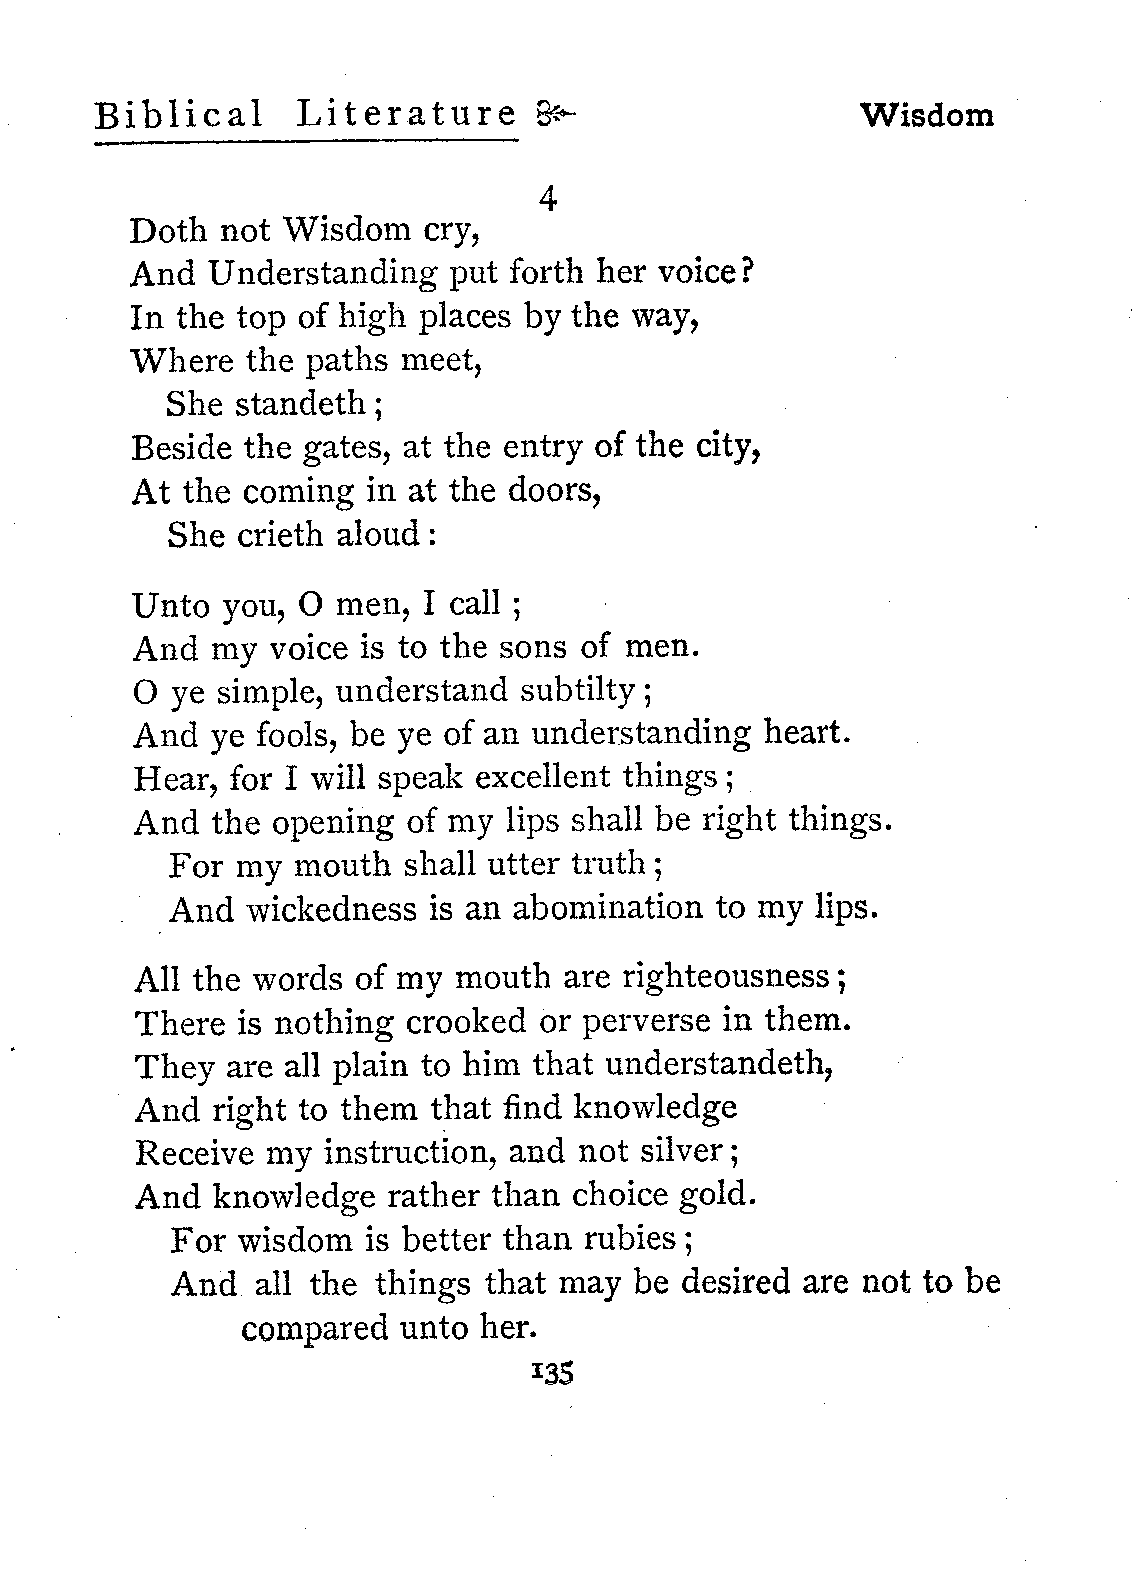 Biblical Literature Wisdom
4
Doth not Wisdom cry,
And Understanding put forth her voice?
In the top of high places by the way,
Where the paths meet,
She standeth;
Beside the gates, at the entry of the city,
At the coming in at the doors,
She crieth aloud:
Unto you, O men, I call;
And my voice is to the sons of men.
O ye simple, understand subtilty;
And ye fools, be ye of an understanding heart.
Hear, for I will speak excellent things;
And the opening of my lips shall be right things.
For my mouth shall utter truth;
And wickedness is an abomination to my lips.
All the words of my mouth are righteousness;
There is nothing crooked or perverse in them.
They are all plain to him that understandeth,
And right to them that find knowledge
Receive my instruction, and not silver;
And knowledge rather than choice gold.
For wisdom is better than rubies;
And all the things that may be desired are not to be
compared unto her.
135